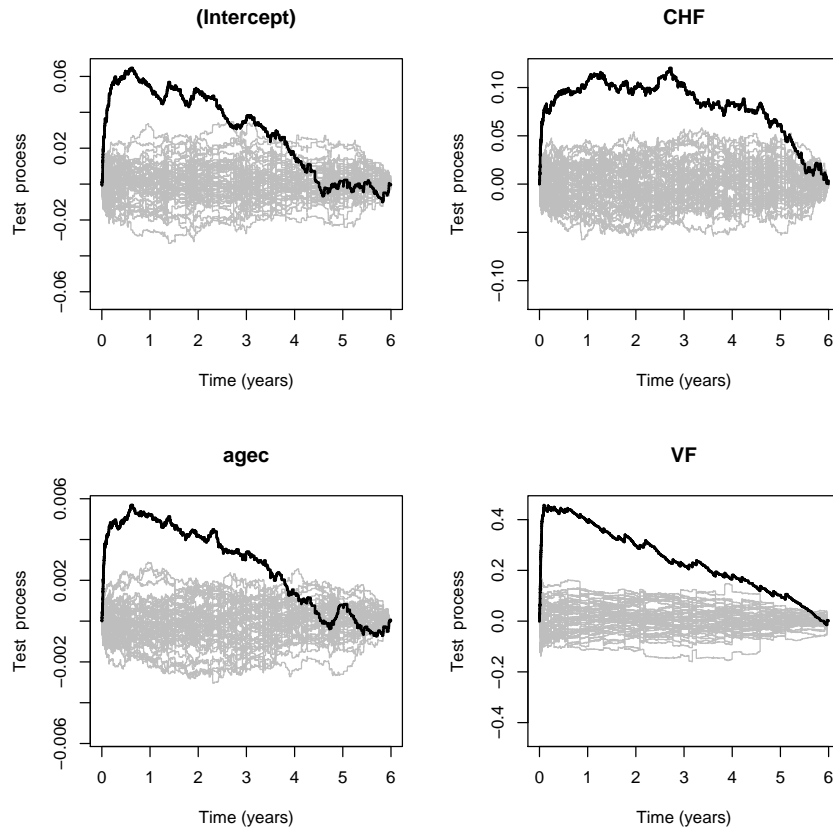 (Intercept)
Test process
0.06
0.02
−0.02
−0.06
0 1 2 3 4 5 6
Time (years)
CHF
Test process
0.10
0.05
0.00
−0.10
0 1 2 3 4 5 6
Time (years)
agec
Test process
0.006
0.002
−0.002
−0.006
0 1 2 3 4 5 6
Time (years)
VF
Test process
0.4
0.2
0.0
−0.2
−0.4
0 1 2 3 4 5 6
Time (years)